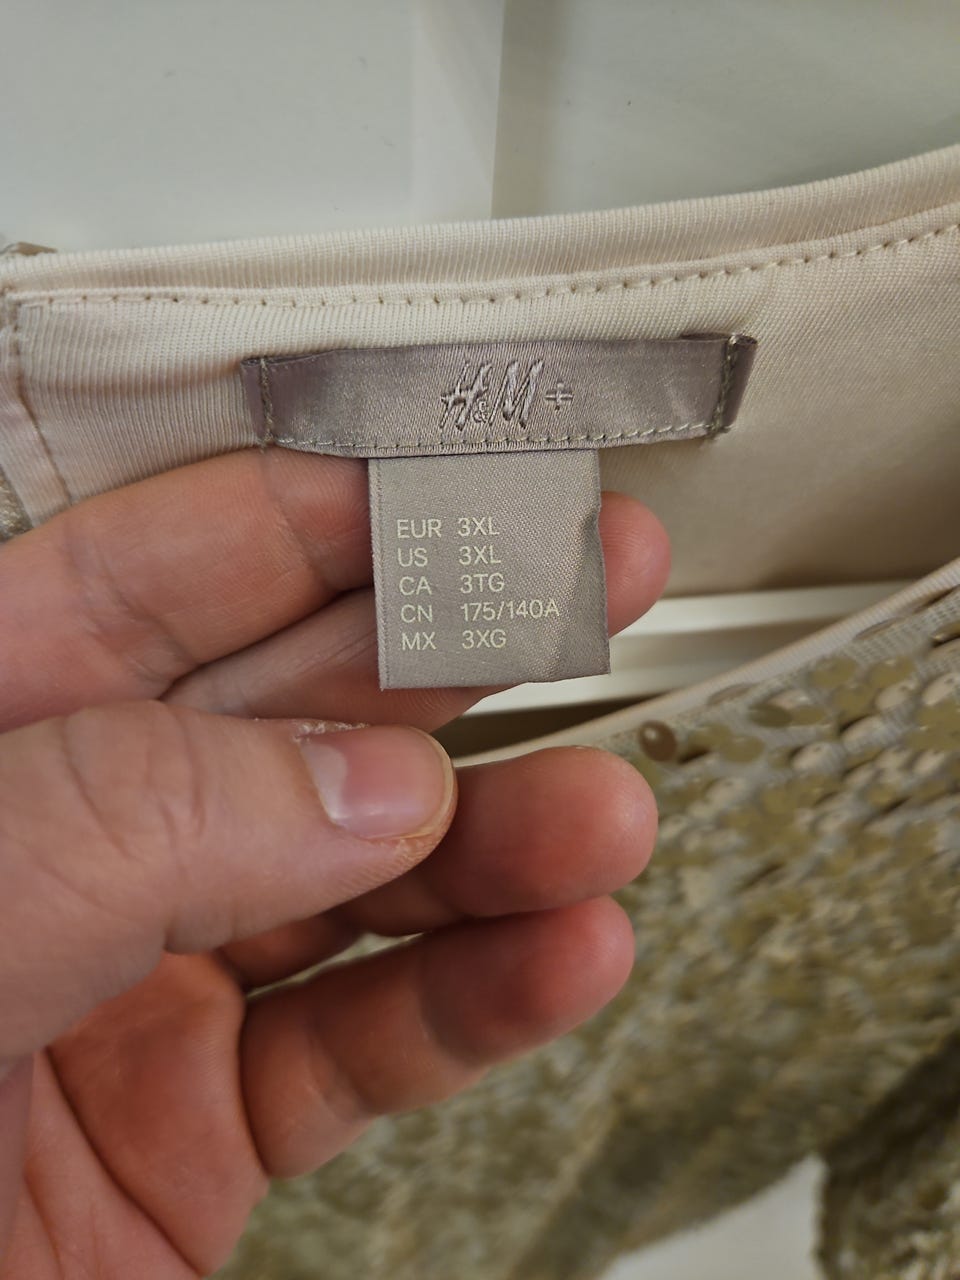 H&M+
EUR 3XL
US 3XL
CA 3TG
CN 175/140A
MX 3XG